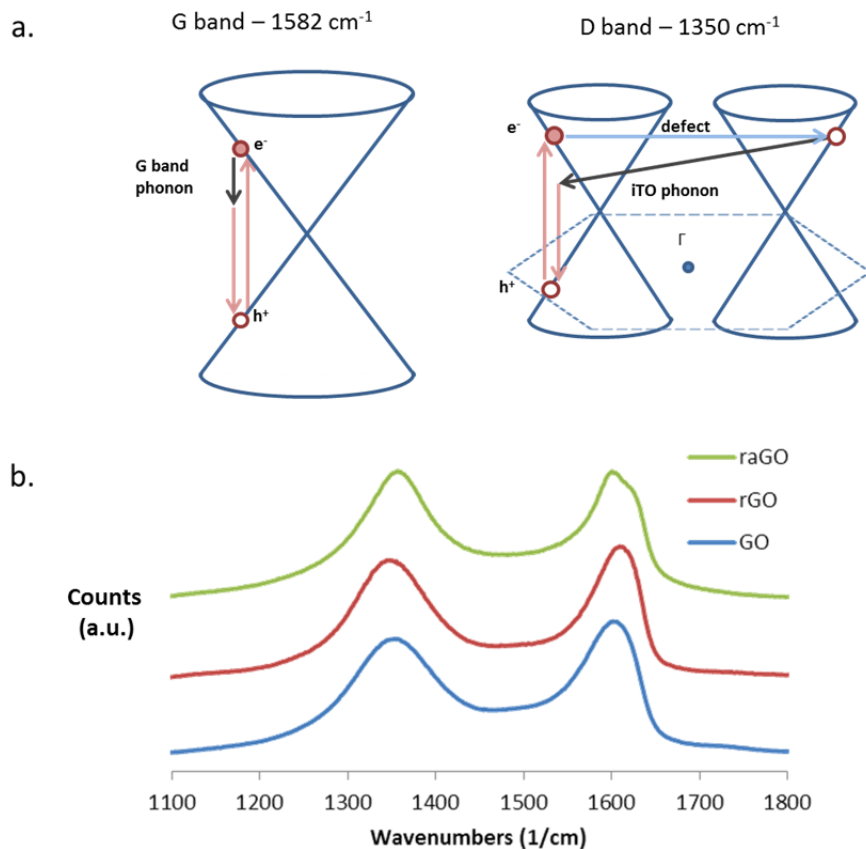 a.
G band – 1582 cm⁻¹
D band – 1350 cm⁻¹
e⁻
G band
phonon
h⁺
e⁻
defect
iTO phonon
Γ
h⁺
b.
raGO
rGO
GO
Counts
(a.u.)
1100 1200 1300 1400 1500 1600 1700 1800
Wavenumbers (1/cm)